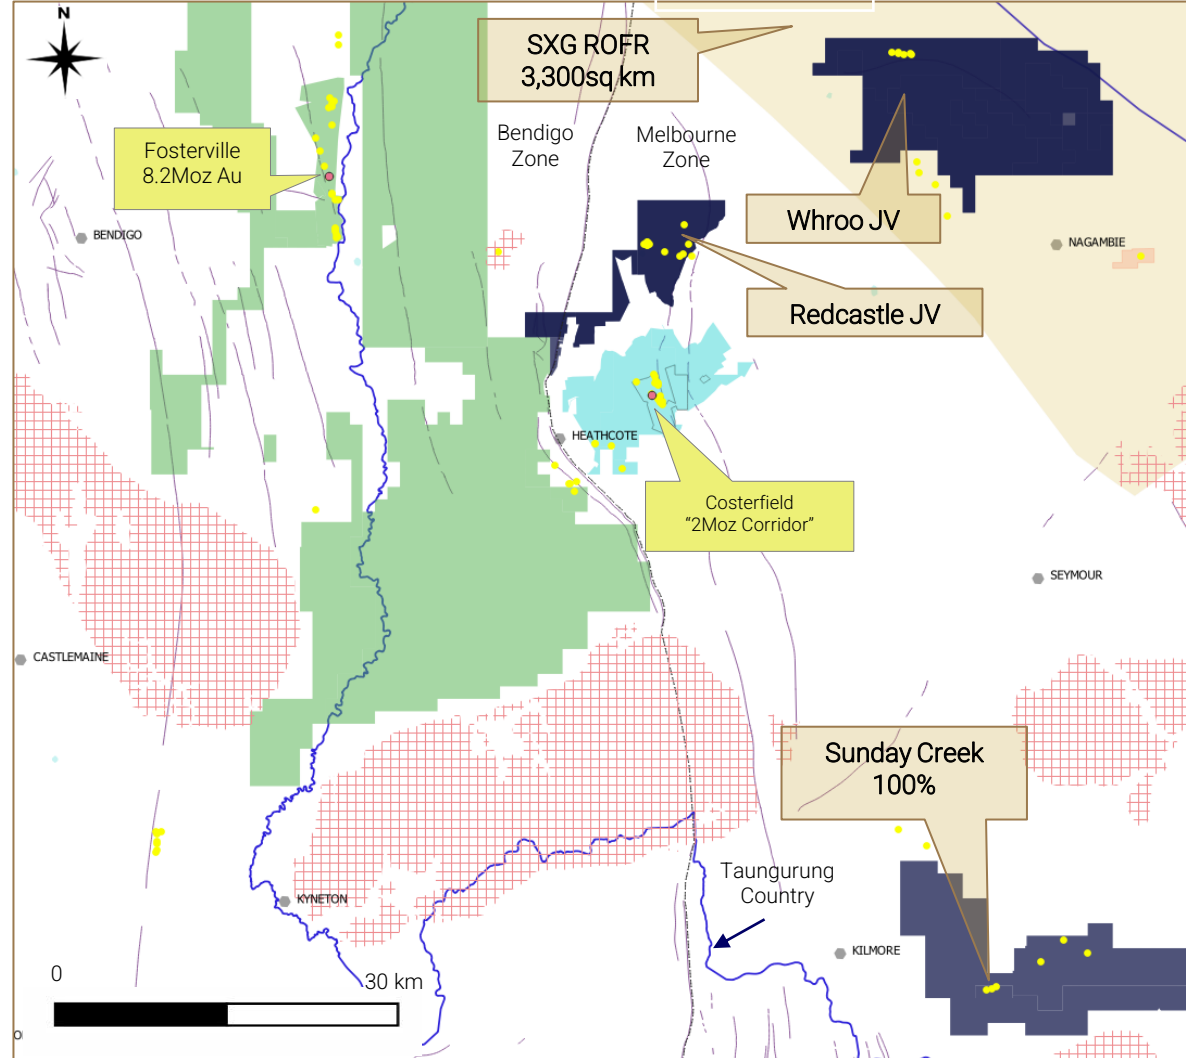 N
SXG ROFR
3,300sq km
Bendigo
Zone
Melbourne
Zone
Fosterville
8.2Moz Au
Whroo JV
BENDIGO
NAGAMBIE
Redcastle JV
HEATHCOTE
Costerfield
“2Moz Corridor”
SEYMOUR
CASTLEMAINE
Sunday Creek
100%
Taungurung
Country
KYNETON
KILMORE
0
30 km